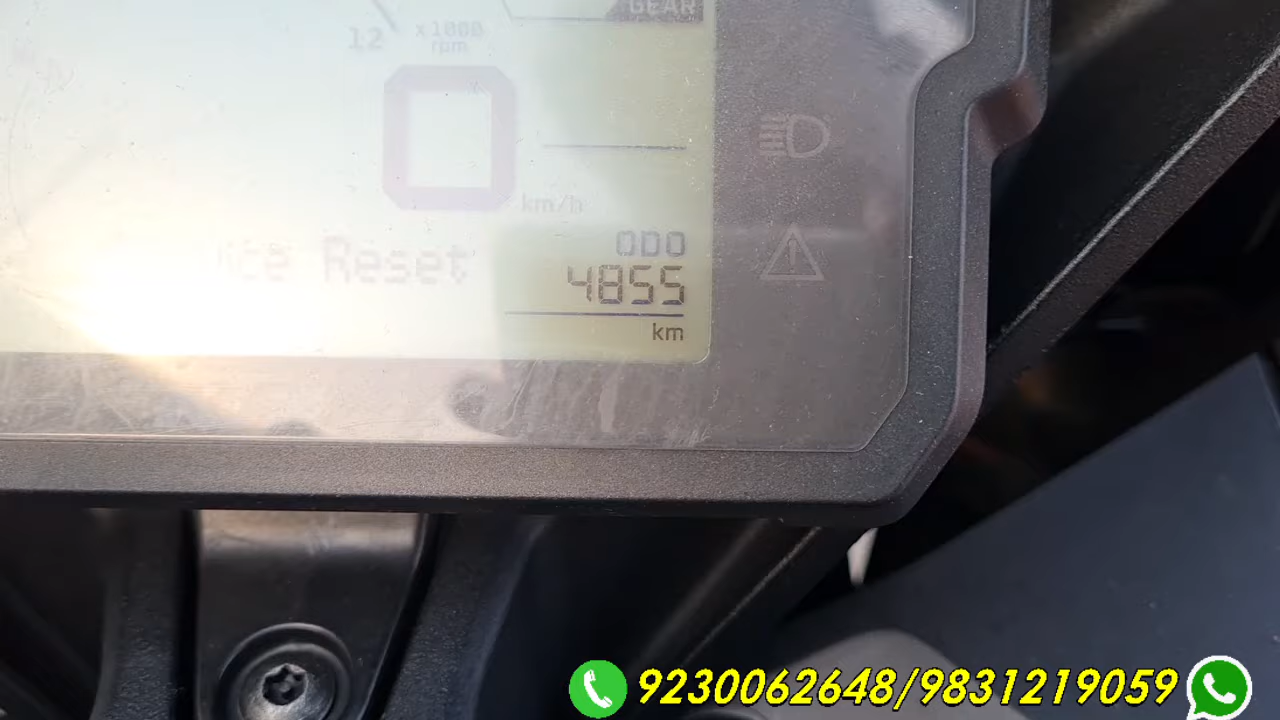 GEAR
12
x1000
rpm
0
km/h
ODO
Reset
4855
km
9230062648/9831219059